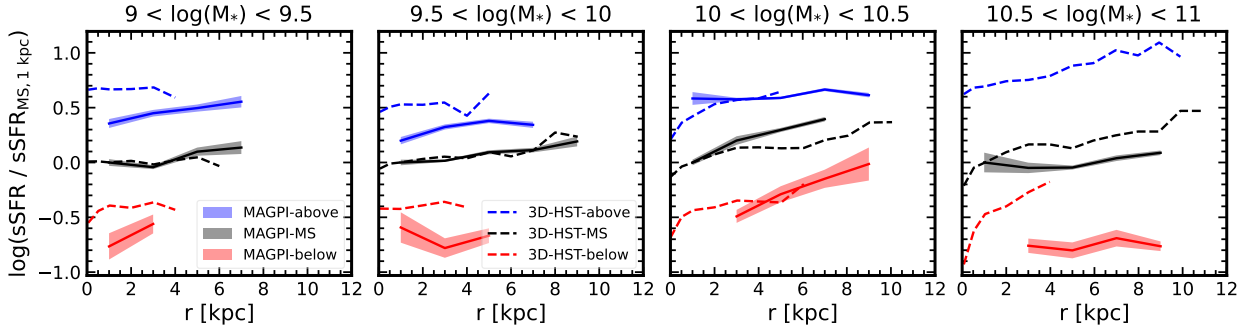 9 < log(M*) < 9.5
9.5 < log(M*) < 10
10 < log(M*) < 10.5
10.5 < log(M*) < 11
log(sSFR / sSFR_MS, 1 kpc)
1.0
0.5
0.0
−0.5
−1.0
MAGPI-above
MAGPI-MS
MAGPI-below
3D-HST-above
3D-HST-MS
3D-HST-below
0 2 4 6 8 10 12
0 2 4 6 8 10 12
0 2 4 6 8 10 12
0 2 4 6 8 10 12
r [kpc]
r [kpc]
r [kpc]
r [kpc]